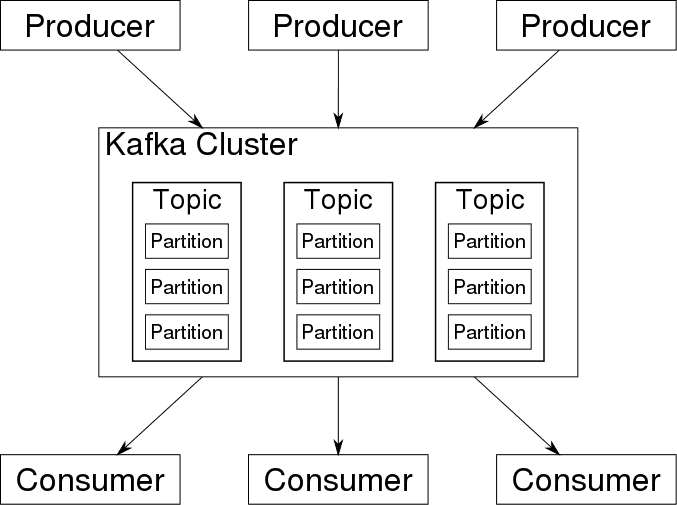 Producer
Producer
Producer
Kafka Cluster
Topic
Partition
Partition
Partition
Topic
Partition
Partition
Partition
Topic
Partition
Partition
Partition
Consumer
Consumer
Consumer